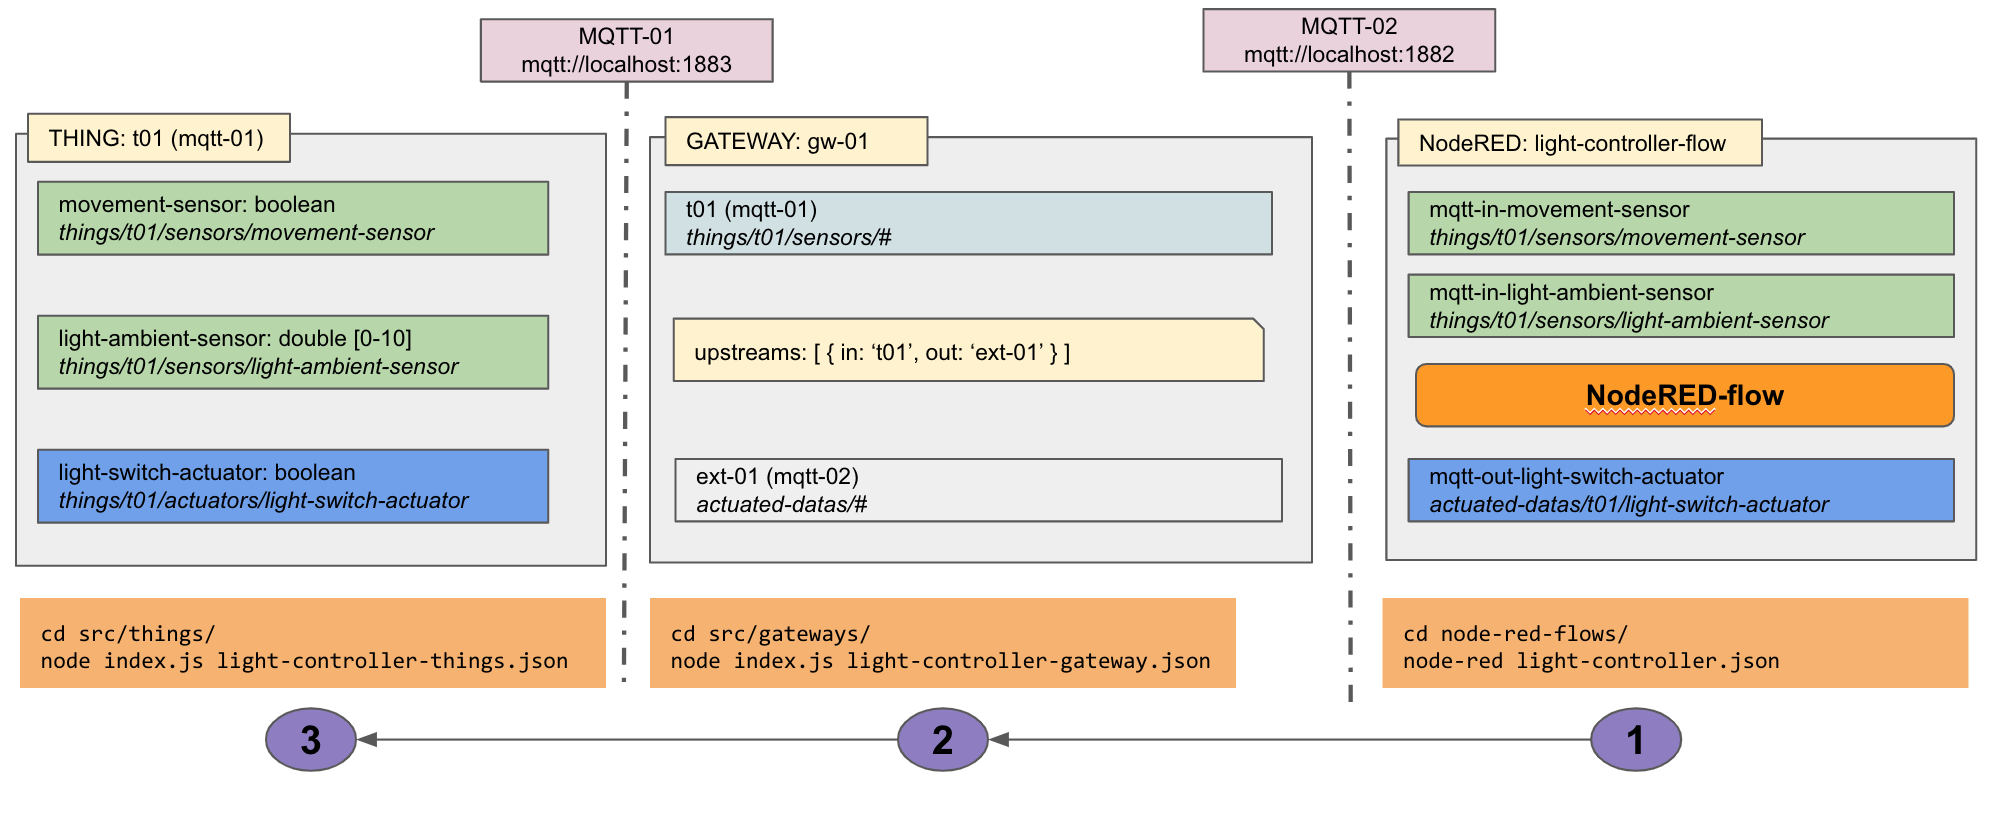 MQTT-01
mqtt://localhost:1883
MQTT-02
mqtt://localhost:1882
THING: t01 (mqtt-01)
movement-sensor: boolean
things/t01/sensors/movement-sensor
light-ambient-sensor: double [0-10]
things/t01/sensors/light-ambient-sensor
light-switch-actuator: boolean
things/t01/actuators/light-switch-actuator
GATEWAY: gw-01
t01 (mqtt-01)
things/t01/sensors/#
upstreams: [ { in: ‘t01’, out: ‘ext-01’ } ]
ext-01 (mqtt-02)
actuated-datas/#
NodeRED: light-controller-flow
mqtt-in-movement-sensor
things/t01/sensors/movement-sensor
mqtt-in-light-ambient-sensor
things/t01/sensors/light-ambient-sensor
NodeRED-flow
mqtt-out-light-switch-actuator
actuated-datas/t01/light-switch-actuator
cd src/things/
node index.js light-controller-things.json
cd src/gateways/
node index.js light-controller-gateway.json
cd node-red-flows/
node-red light-controller.json
3
2
1